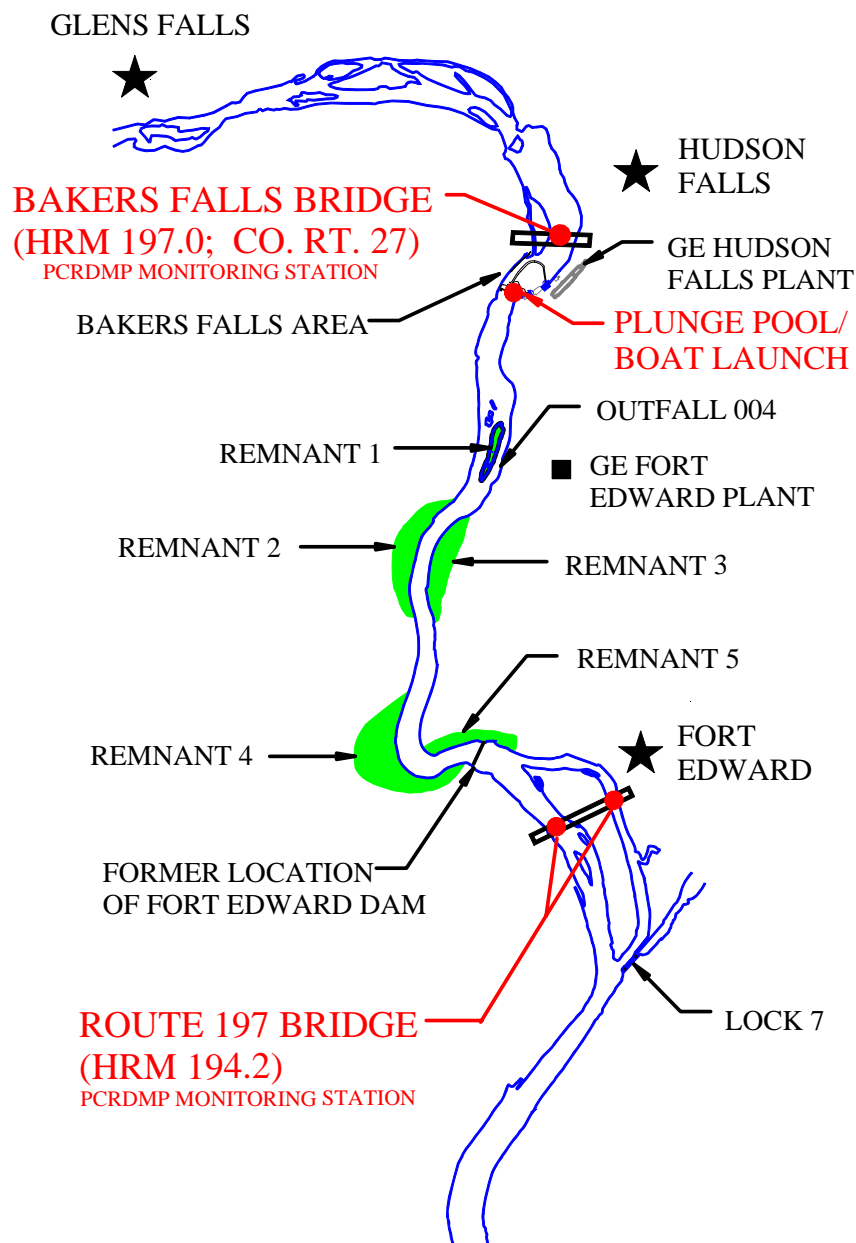 GLENS FALLS
HUDSON
FALLS
BAKERS FALLS BRIDGE
(HRM 197.0; CO. RT. 27)
PCRDMP MONITORING STATION
GE HUDSON
FALLS PLANT
BAKERS FALLS AREA
PLUNGE POOL/
BOAT LAUNCH
OUTFALL 004
REMNANT 1
GE FORT
EDWARD PLANT
REMNANT 2
REMNANT 3
REMNANT 5
REMNANT 4
FORT
EDWARD
FORMER LOCATION
OF FORT EDWARD DAM
ROUTE 197 BRIDGE
(HRM 194.2)
PCRDMP MONITORING STATION
LOCK 7